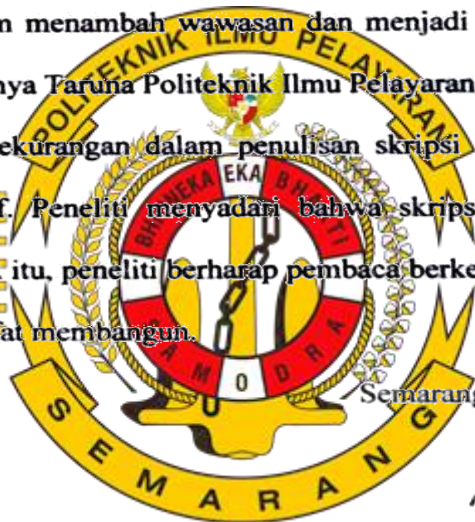 m menambah wawasan dan menjadi
nya Taruna Politeknik Ilmu Pelayaran
ekurangan dalam penulisan skripsi
f. Peneliti menyadari bahwa skrips
itu, peneliti berharap pembaca berke
at membangun.
Semarang
POLITEKNIK ILMU PELAYARAN
BHINNEKA EKA BHAKTI
SAMODRA
SEMARANG